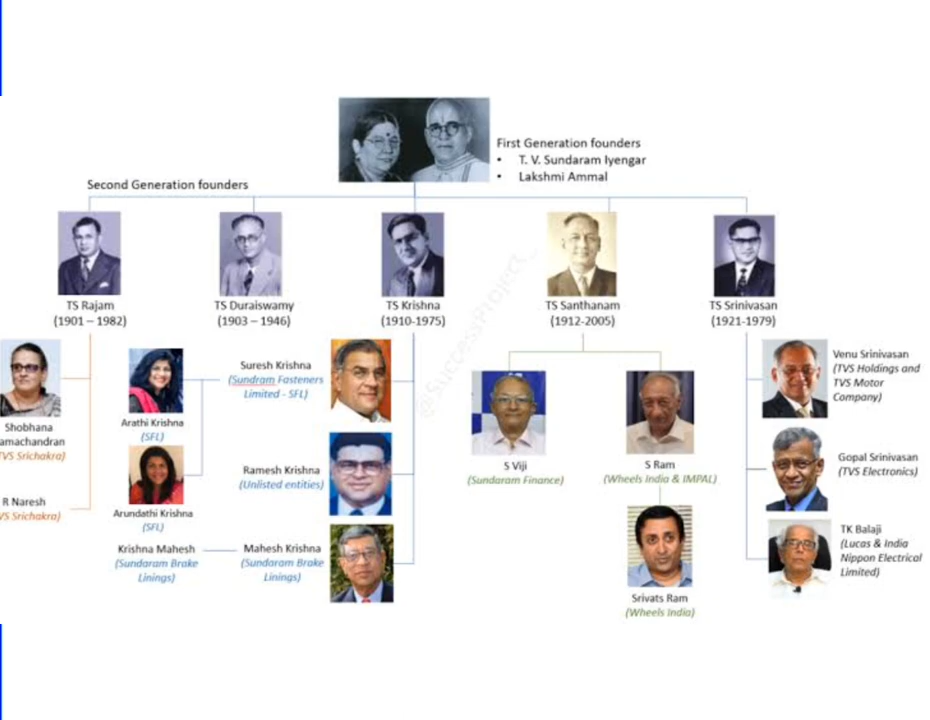 First Generation founders
• T. V. Sundaram Iyengar
• Lakshmi Ammal
Second Generation founders
TS Rajam
(1901 – 1982)
TS Duraiswamy
(1903 – 1946)
TS Krishna
(1910-1975)
TS Santhanam
(1912-2005)
TS Srinivasan
(1921-1979)
Shobhana
amachandran
VS Srichakra)
R Naresh
VS Srichakra)
Arathi Krishna
(SFL)
Arundathi Krishna
(SFL)
Krishna Mahesh
(Sundaram Brake
Linings)
Suresh Krishna
(Sundram Fasteners
Limited - SFL)
Ramesh Krishna
(Unlisted entities)
Mahesh Krishna
(Sundaram Brake
Linings)
S Viji
(Sundaram Finance)
S Ram
(Wheels India & IMPAL)
Srivats Ram
(Wheels India)
Venu Srinivasan
(TVS Holdings and
TVS Motor
Company)
Gopal Srinivasan
(TVS Electronics)
TK Balaji
(Lucas & India
Nippon Electrical
Limited)
@SuccessProject_